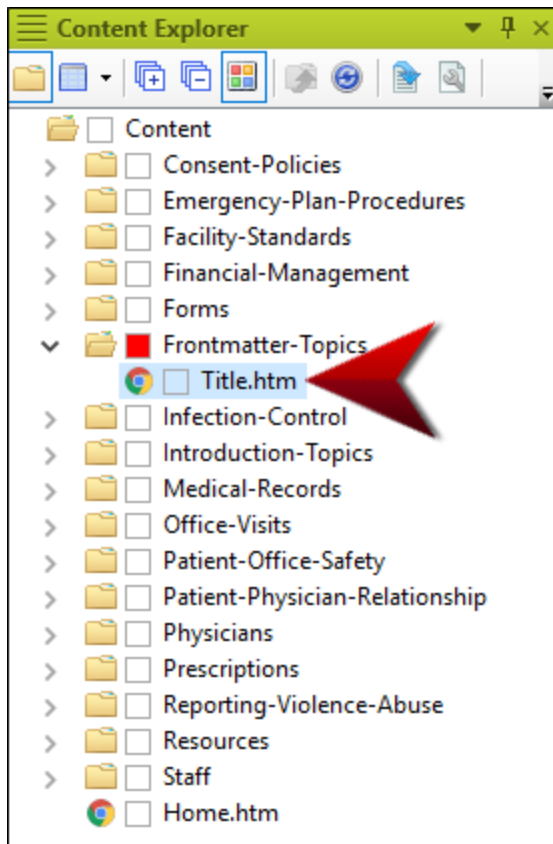 Content Explorer
Content
Consent-Policies
Emergency-Plan-Procedures
Facility-Standards
Financial-Management
Forms
Frontmatter-Topics
Title.htm
Infection-Control
Introduction-Topics
Medical-Records
Office-Visits
Patient-Office-Safety
Patient-Physician-Relationship
Physicians
Prescriptions
Reporting-Violence-Abuse
Resources
Staff
Home.htm